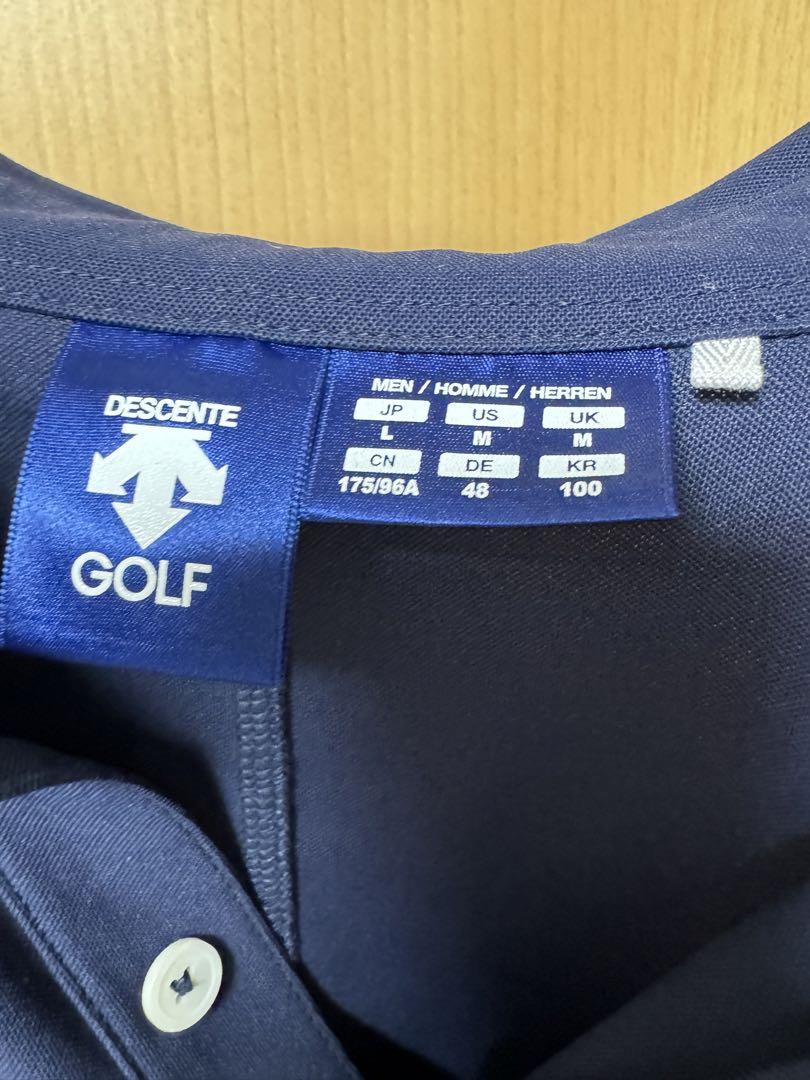 DESCENTE
GOLF
MEN / HOMME / HERREN
JP US UK
L M M
CN DE KR
175/96A 48 100